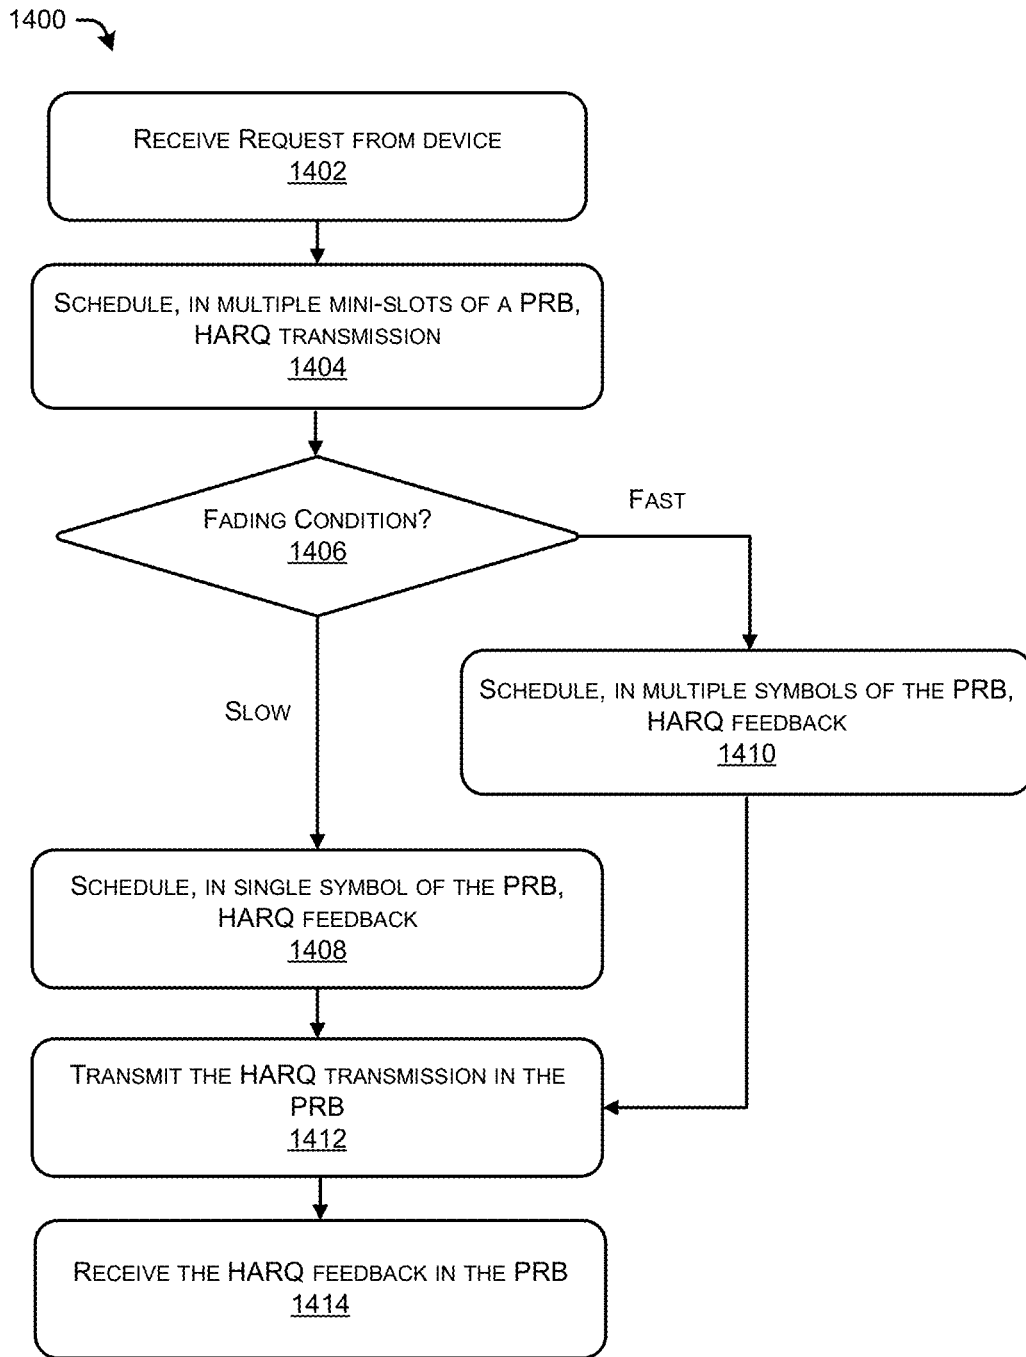 1400
RECEIVE REQUEST FROM DEVICE
1402
SCHEDULE, IN MULTIPLE MINI-SLOTS OF A PRB,
HARQ TRANSMISSION
1404
FADING CONDITION?
1406
FAST
SLOW
SCHEDULE, IN MULTIPLE SYMBOLS OF THE PRB,
HARQ FEEDBACK
1410
SCHEDULE, IN SINGLE SYMBOL OF THE PRB,
HARQ FEEDBACK
1408
TRANSMIT THE HARQ TRANSMISSION IN THE
PRB
1412
RECEIVE THE HARQ FEEDBACK IN THE PRB
1414